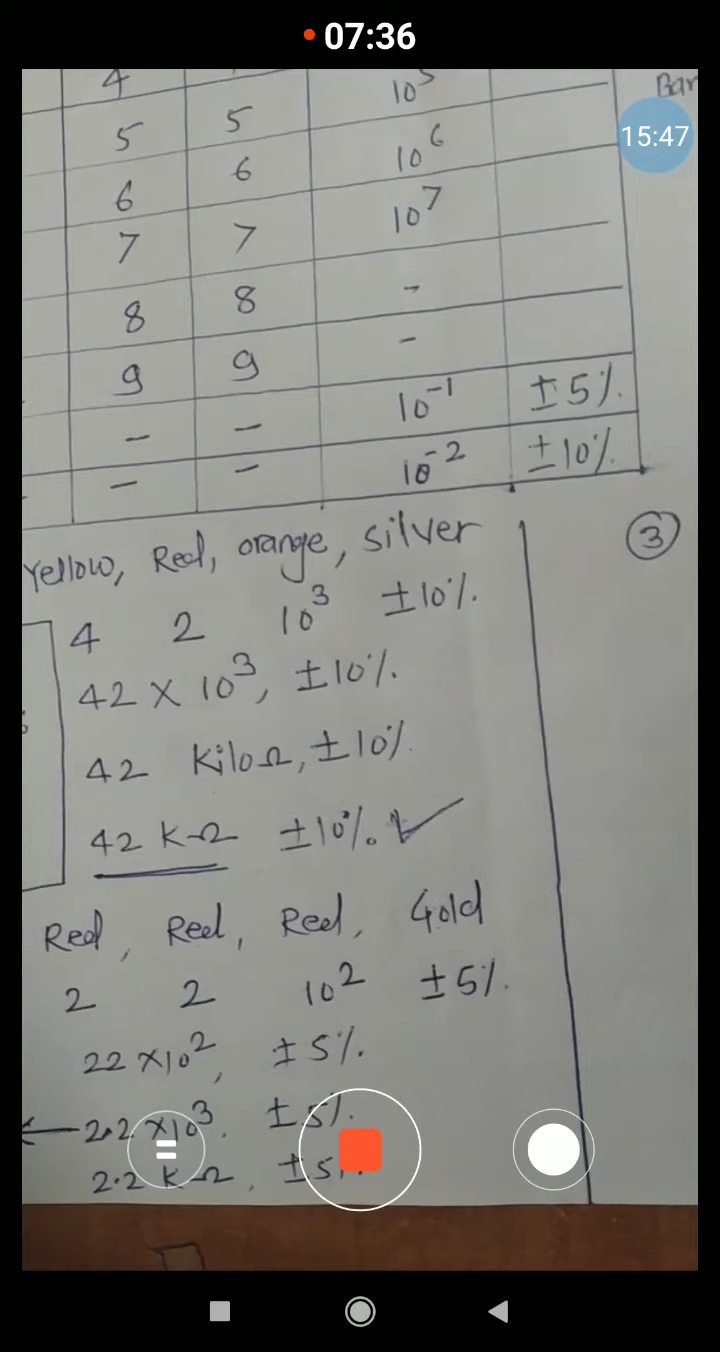 07:36
4
10^5
Bar
15:47
5 5 10^6
6 6 10^7
7 7
8 8 -
9 9 -
- - 10^-1 ±5%.
- - 10^-2 ±10%.
Yellow, Red, orange, silver
③
4 2 10^3 ±10%.
42 × 10^3, ±10%.
42 KiloΩ, ±10%.
42 KΩ ±10%.
Red, Red, Red, Gold
2 2 10^2 ±5%.
22 ×10^2, ±5%.
2.2 ×10^3. ±5%.
2.2 KΩ, ±5%.